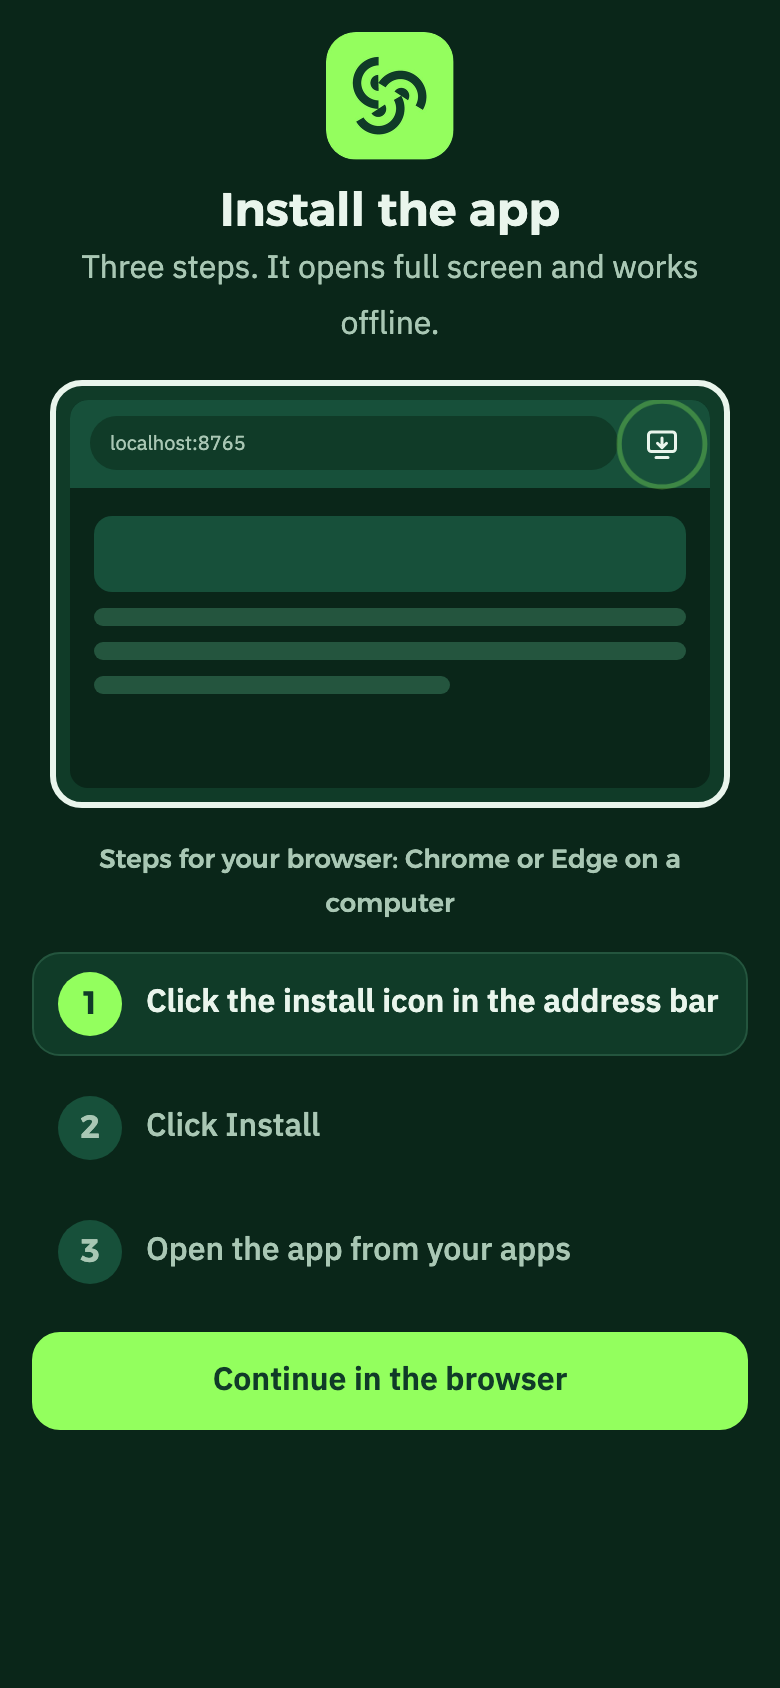 Install the app
Three steps. It opens full screen and works
offline.
localhost:8765
Steps for your browser: Chrome or Edge on a
computer
1 Click the install icon in the address bar
2 Click Install
3 Open the app from your apps
Continue in the browser